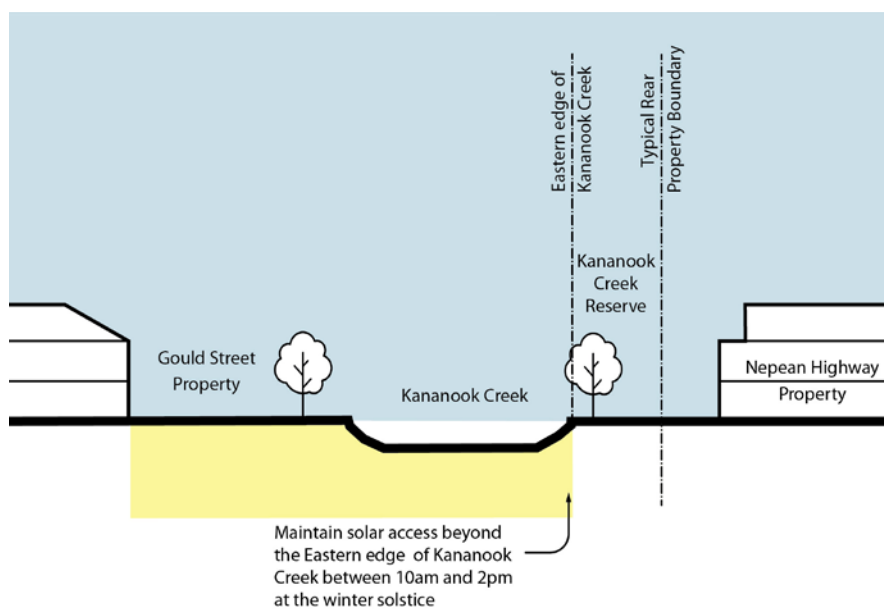 Eastern edge of
Kananook Creek
Typical Rear
Property Boundary
Kananook
Creek
Reserve
Gould Street
Property
Kananook Creek
Nepean Highway
Property
Maintain solar access beyond
the Eastern edge of Kananook
Creek between 10am and 2pm
at the winter solstice